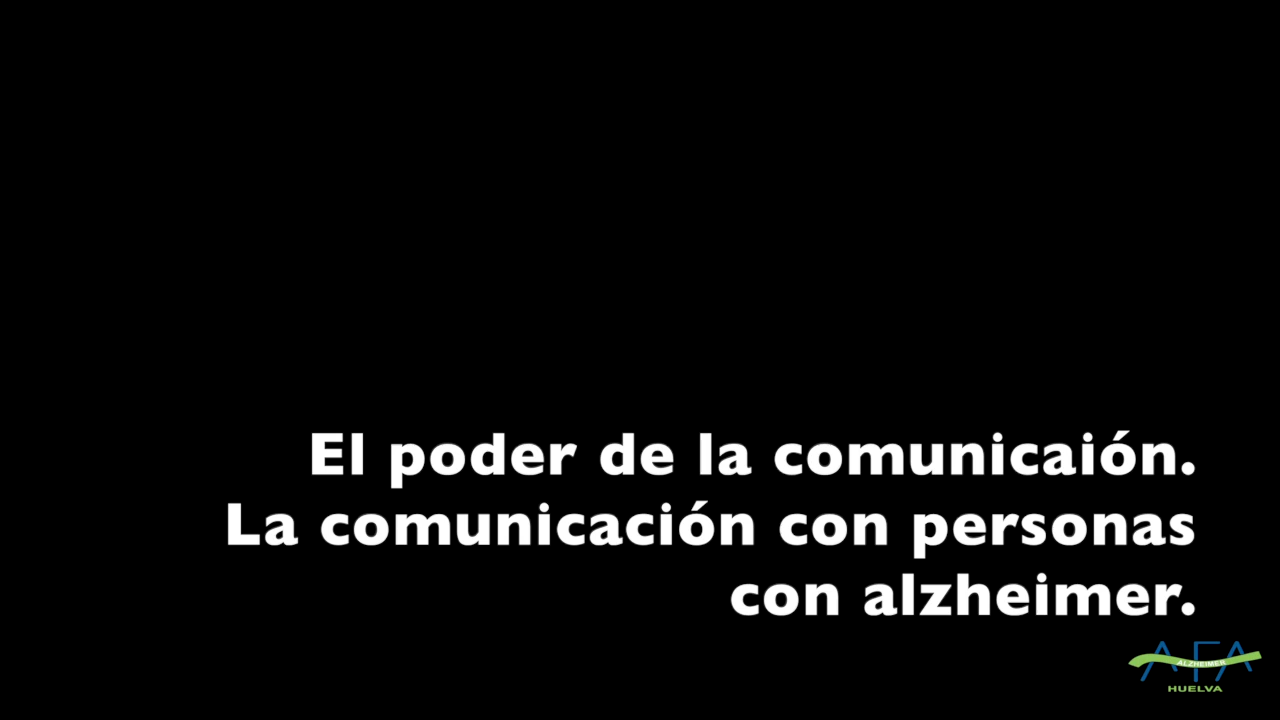 El poder de la comunicaión.
La comunicación con personas
con alzheimer.
AFA
ALZHEIMER
HUELVA